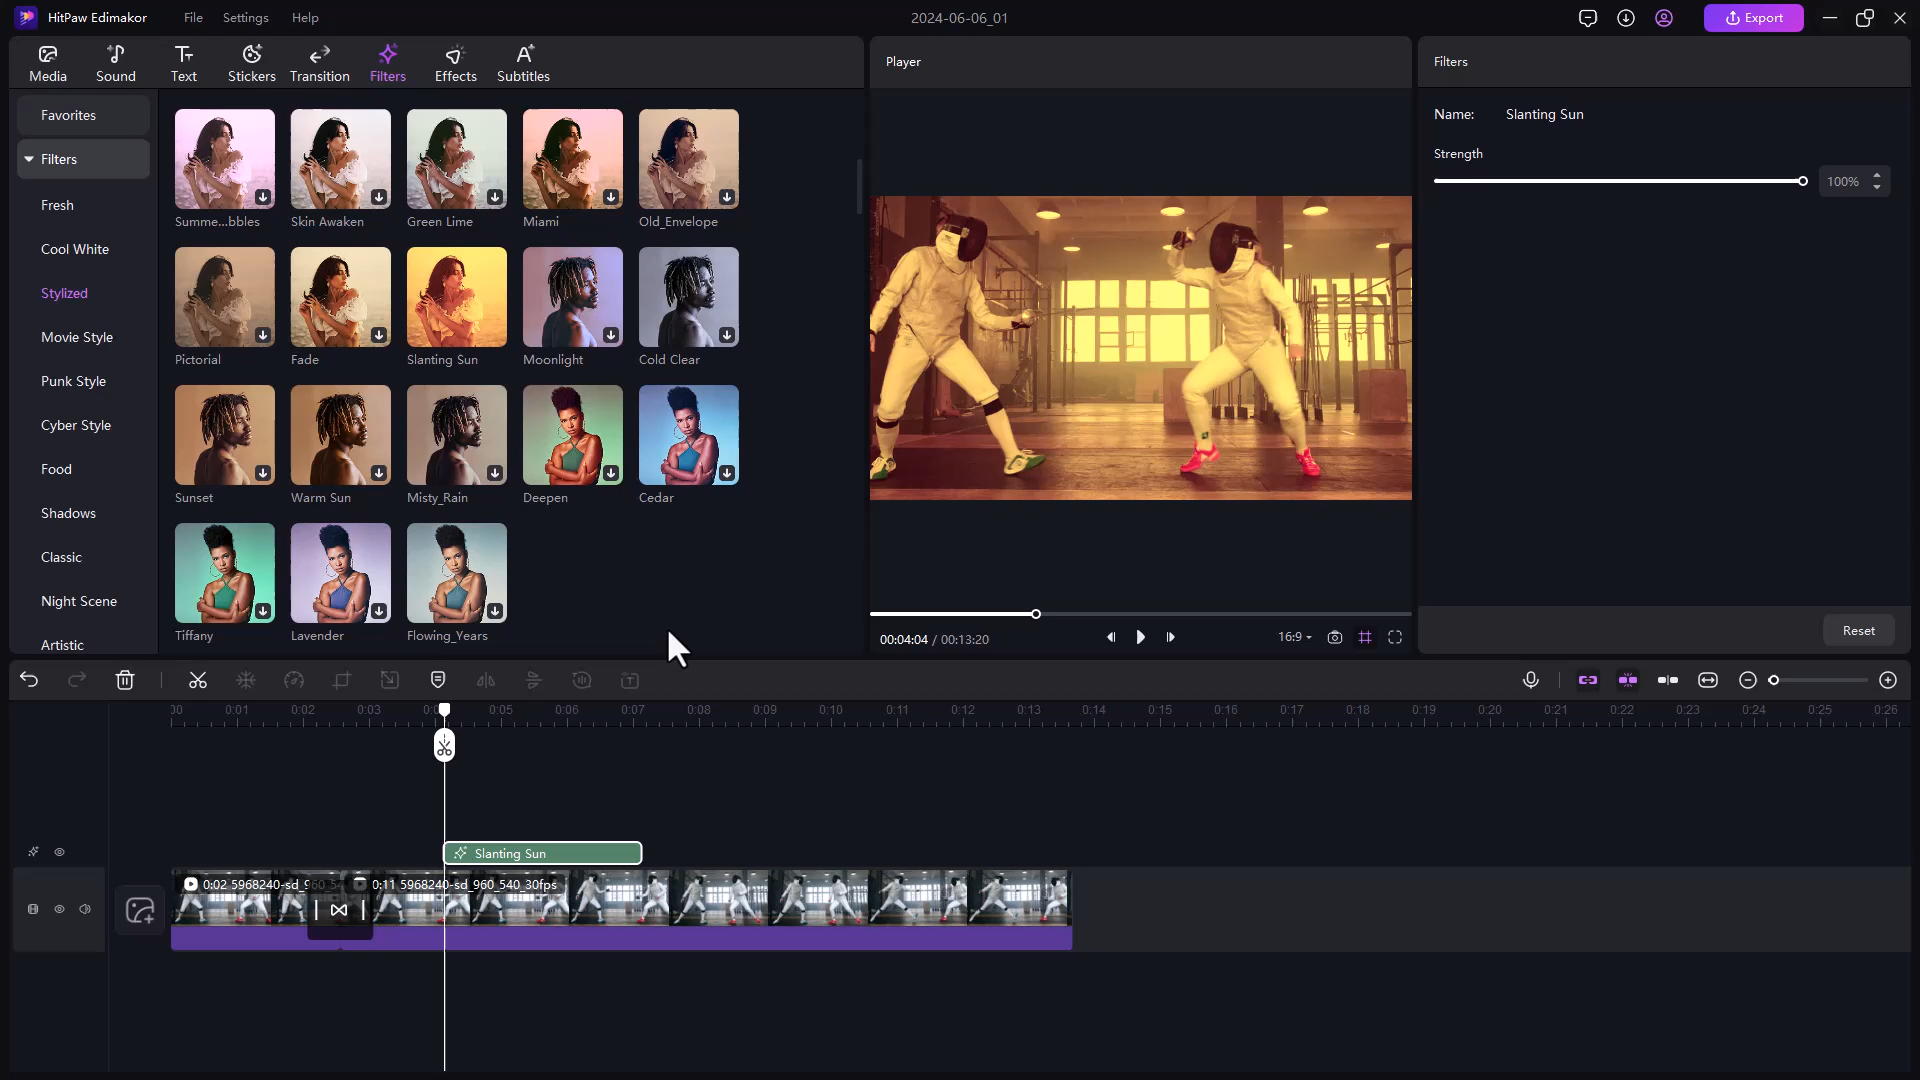 HitPaw Edimakor File Settings Help 2024-06-06_01 Export
Media Sound Text Stickers Transition Filters Effects Subtitles
Favorites
Filters
Fresh
Cool White
Stylized
Movie Style
Punk Style
Cyber Style
Food
Shadows
Classic
Night Scene
Artistic
Summe...bbles Skin Awaken Green Lime Miami Old_Envelope
Pictorial Fade Slanting Sun Moonlight Cold Clear
Sunset Warm Sun Misty_Rain Deepen Cedar
Tiffany Lavender Flowing_Years
Player
00:04:04 / 00:13:20 16:9
Filters
Name: Slanting Sun
Strength
100%
Reset
0:01 0:02 0:03 0:05 0:06 0:07 0:08 0:09 0:10 0:11 0:12 0:13 0:14 0:15 0:16 0:17 0:18 0:19 0:20 0:21 0:22 0:23 0:24 0:25 0:26
Slanting Sun
0:02 5968240-sd_960_54 0:11 5968240-sd_960_540_30fps